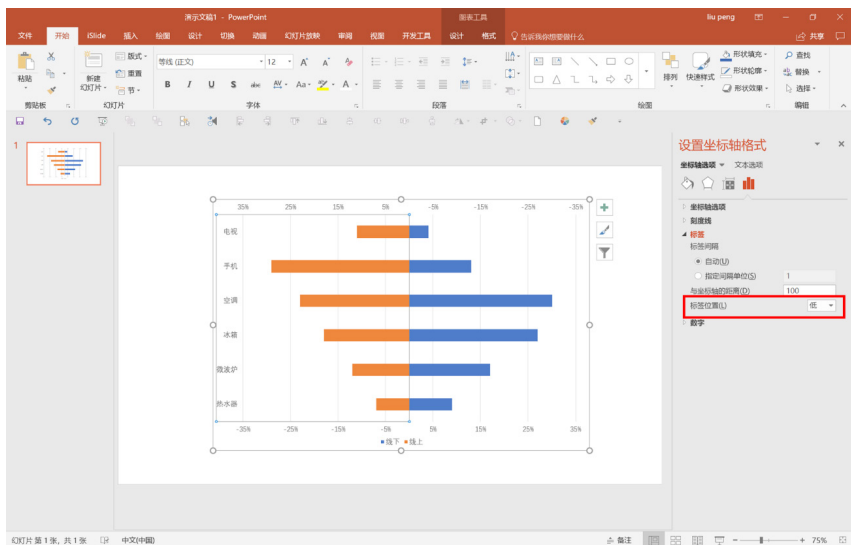 演示文稿1 - PowerPoint
图表工具
liu peng
文件 开始 iSlide 插入 绘图 设计 切换 动画 幻灯片放映 审阅 视图 开发工具 设计 格式 告诉我你想要做什么
共享
粘贴
新建
幻灯片
版式
重置
节
等线 (正文) 12
B I U S abc AV Aa A
排列 快速样式
形状填充
形状轮廓
形状效果
查找
替换
选择
剪贴板 幻灯片 字体 段落 绘图 编辑
1
设置坐标轴格式
坐标轴选项 文本选项
坐标轴选项
刻度线
标签
标签间隔
自动(U)
指定间隔单位(S) 1
与坐标轴的距离(D) 100
标签位置(L) 低
数字
35% 25% 15% 5% -5% -15% -25% -35%
电视
手机
空调
冰箱
微波炉
热水器
-35% -25% -15% -5% 5% 15% 25% 35%
线下 线上
幻灯片 第 1 张，共 1 张 中文(中国) 备注 75%